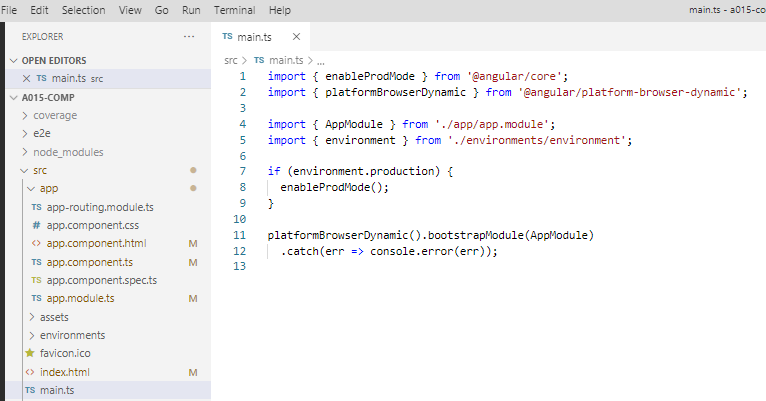 File Edit Selection View Go Run Terminal Help
main.ts - a015-co
EXPLORER ···
OPEN EDITORS
TS main.ts src
A015-COMP
coverage
e2e
node_modules
src
app
TS app-routing.module.ts
# app.component.css
<> app.component.html M
TS app.component.ts M
TS app.component.spec.ts
TS app.module.ts M
assets
environments
favicon.ico
<> index.html M
TS main.ts
TS main.ts ×
src > TS main.ts > ...
1 import { enableProdMode } from '@angular/core';
2 import { platformBrowserDynamic } from '@angular/platform-browser-dynamic';
3
4 import { AppModule } from './app/app.module';
5 import { environment } from './environments/environment';
6
7 if (environment.production) {
8 enableProdMode();
9 }
10
11 platformBrowserDynamic().bootstrapModule(AppModule)
12 .catch(err => console.error(err));
13